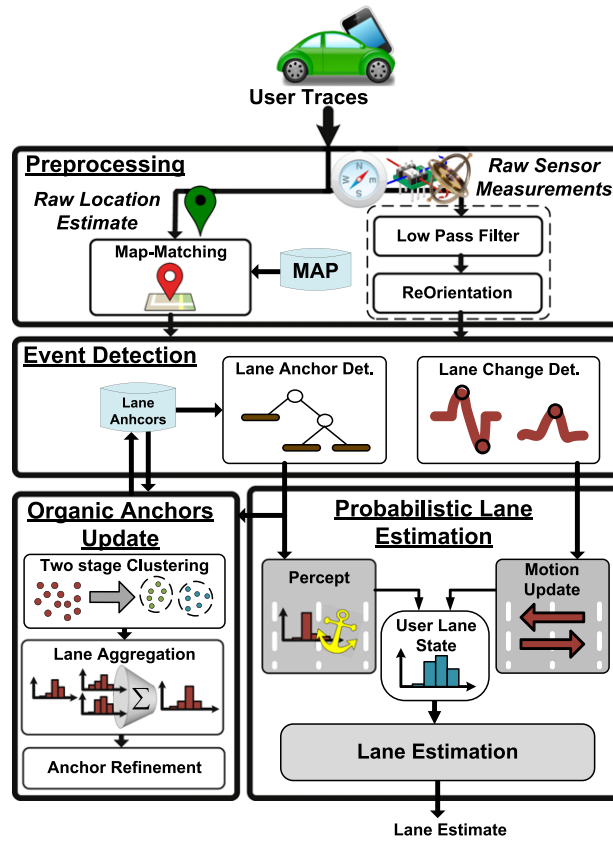 User Traces
Preprocessing
Raw Location
Estimate
Raw Sensor
Measurements
N
e
S
W
Map-Matching
MAP
Low Pass Filter
ReOrientation
Event Detection
Lane
Anhcors
Lane Anchor Det.
Lane Change Det.
Organic Anchors
Update
Two stage Clustering
Lane Aggregation
Σ
Anchor Refinement
Probabilistic Lane
Estimation
Percept
User Lane
State
Motion
Update
Lane Estimation
Lane Estimate